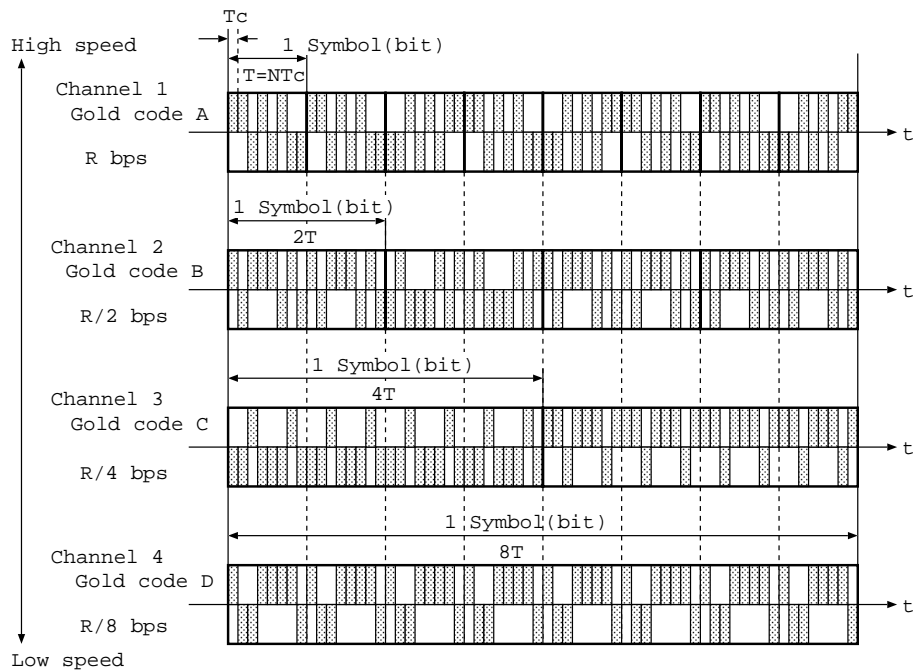 Tc
High speed
1 Symbol(bit)
T=NTc
Channel 1
Gold code A
t
R bps
1 Symbol(bit)
2T
Channel 2
Gold code B
t
R/2 bps
1 Symbol(bit)
4T
Channel 3
Gold code C
t
R/4 bps
1 Symbol(bit)
8T
Channel 4
Gold code D
t
R/8 bps
Low speed